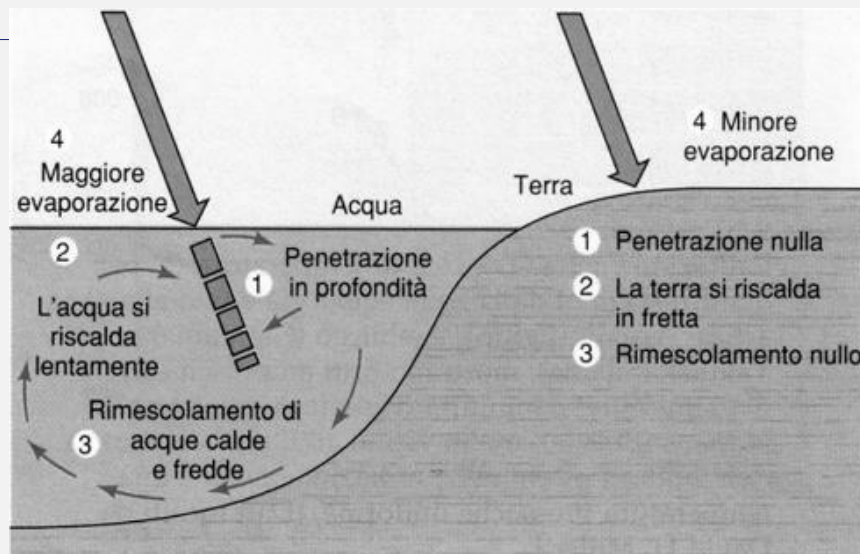 4
Maggiore
evaporazione
Acqua
Terra
4 Minore
evaporazione
2
1
Penetrazione
in profondità
L'acqua si
riscalda
lentamente
3
Rimescolamento di
acque calde
e fredde
1 Penetrazione nulla
2 La terra si riscalda
in fretta
3 Rimescolamento nullo